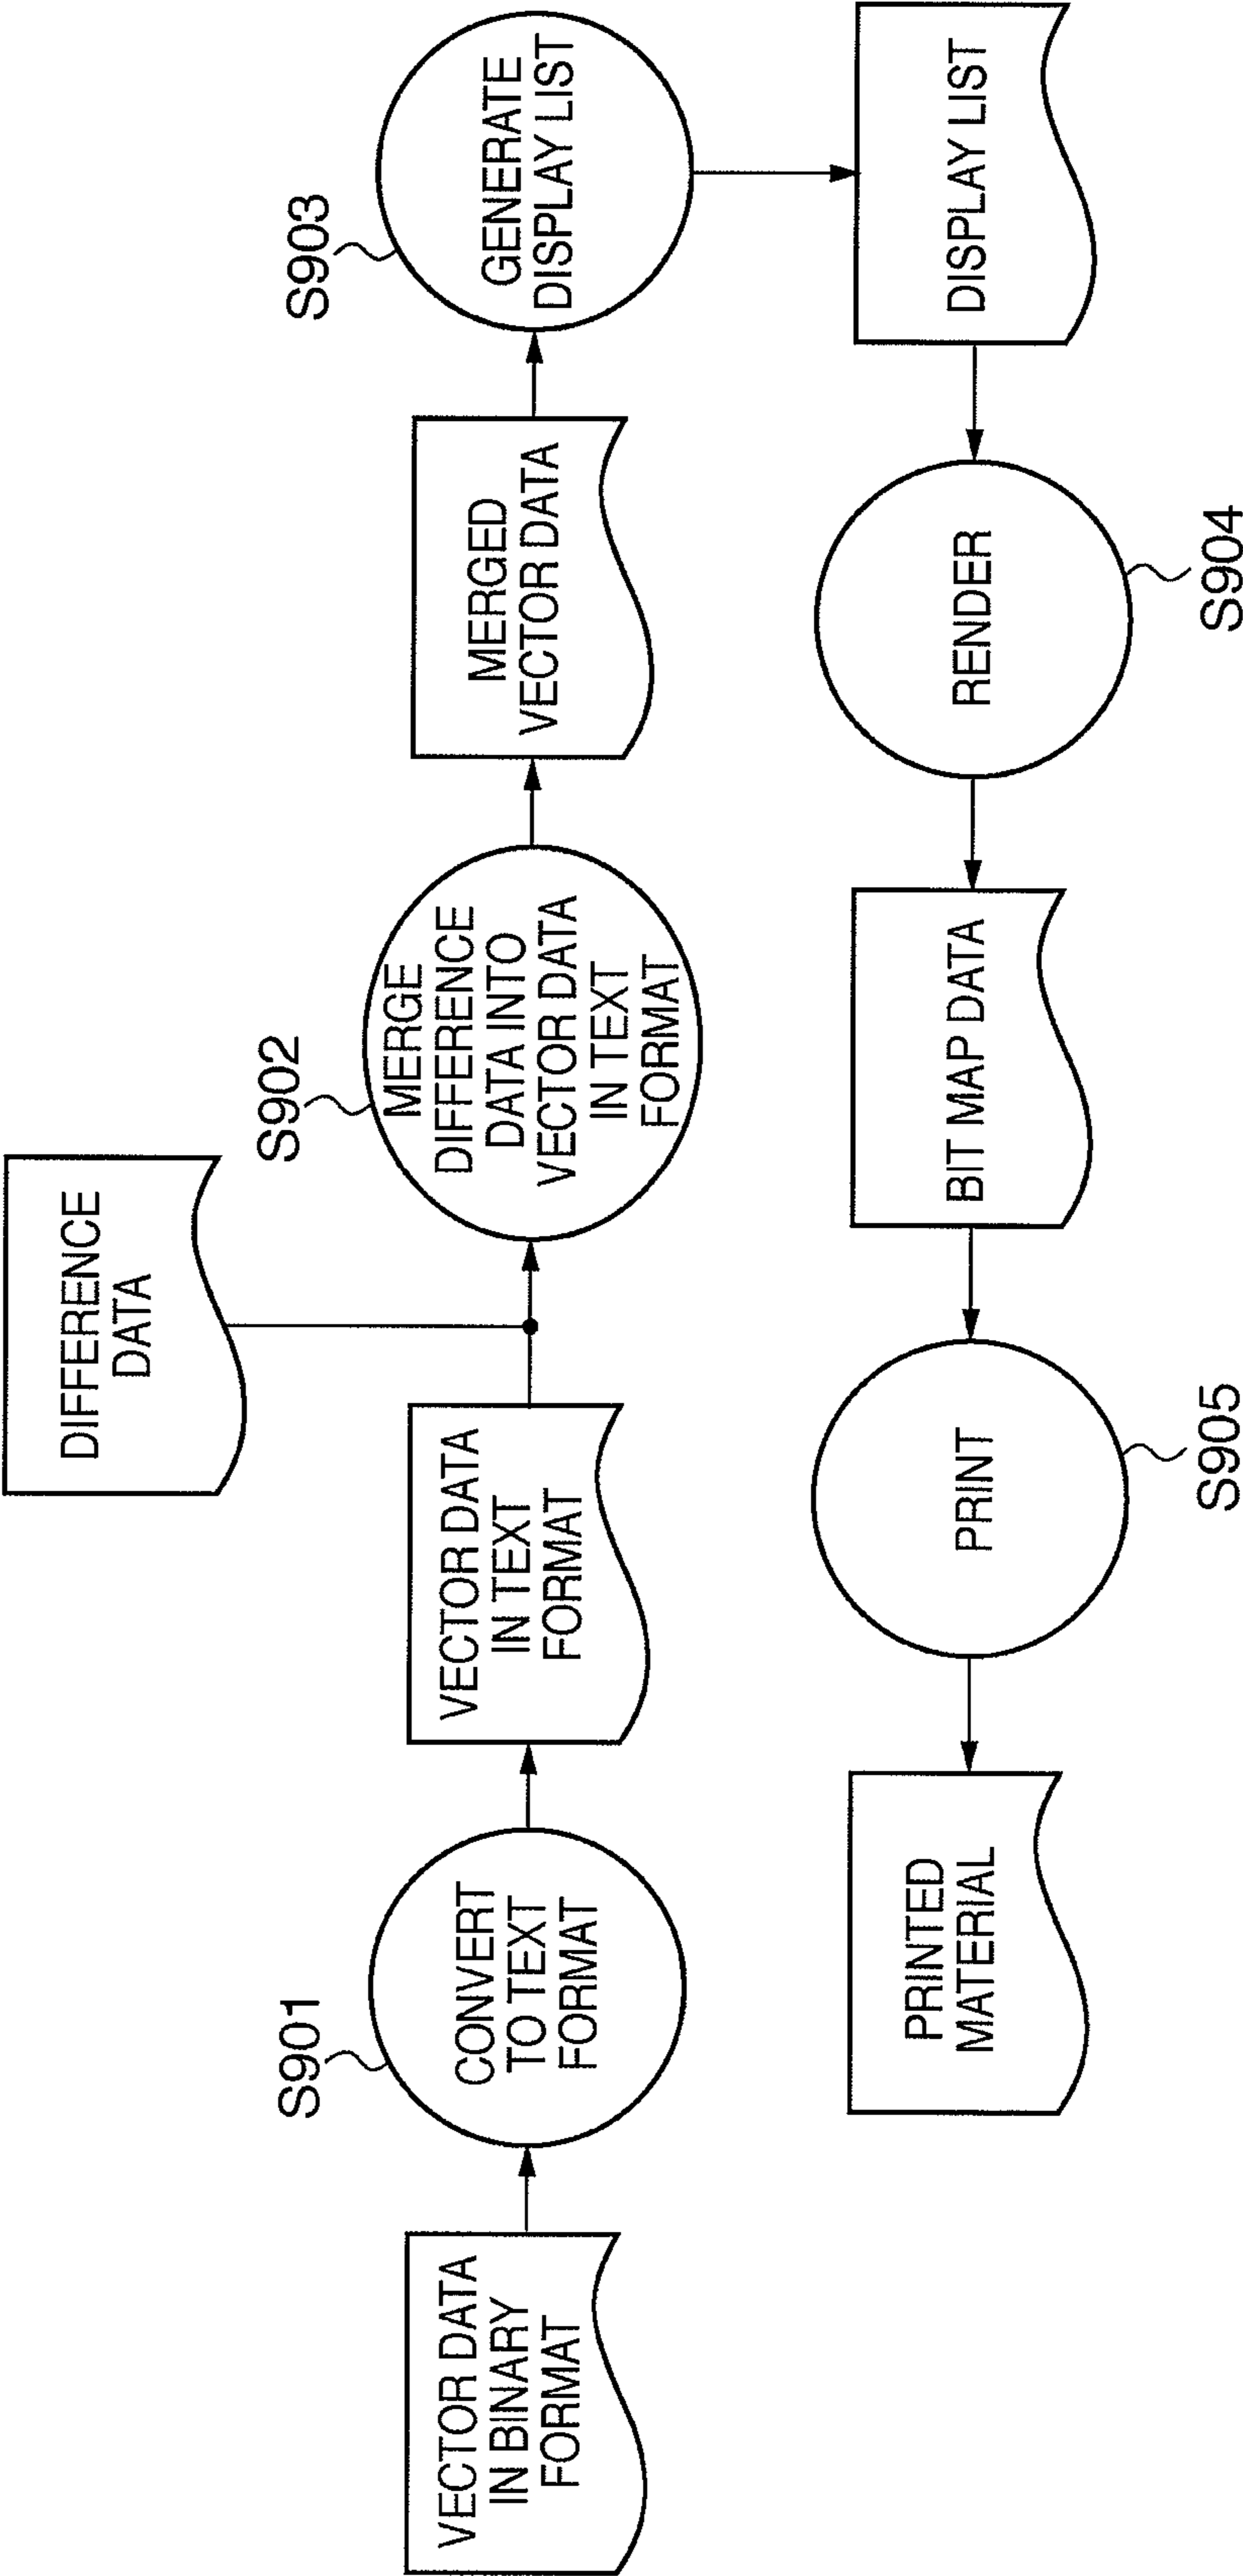 DIFFERENCE
DATA
S901
S902
S903
VECTOR DATA
IN BINARY
FORMAT
CONVERT
TO TEXT
FORMAT
VECTOR DATA
IN TEXT
FORMAT
MERGE
DIFFERENCE
DATA INTO
VECTOR DATA
IN TEXT
FORMAT
MERGED
VECTOR DATA
GENERATE
DISPLAY LIST
PRINTED
MATERIAL
PRINT
BIT MAP DATA
RENDER
DISPLAY LIST
S905
S904